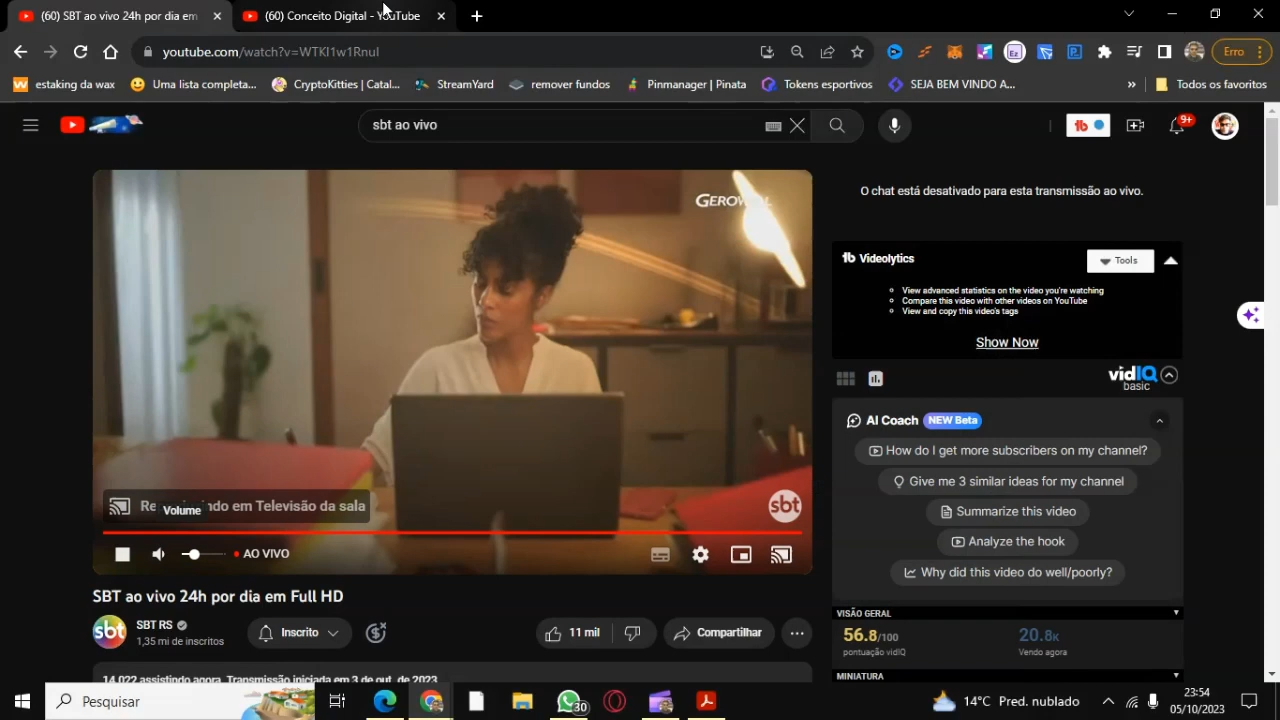 (60) SBT ao vivo 24h por dia em
(60) Conceito Digital - YouTube
youtube.com/watch?v=WTKI1w1RnuI
Erro
estaking da wax
Uma lista completa...
CryptoKitties | Catal...
StreamYard
remover fundos
Pinmanager | Pinata
Tokens esportivos
SEJA BEM VINDO A...
»
Todos os favoritos
sbt ao vivo
9+
O chat está desativado para esta transmissão ao vivo.
GEROVITAL
Videolytics
Tools
View advanced statistics on the video you're watching
Compare this video with other videos on YouTube
View and copy this video's tags
Show Now
vidIQ
basic
AI Coach NEW Beta
How do I get more subscribers on my channel?
Give me 3 similar ideas for my channel
Summarize this video
Analyze the hook
Why did this video do well/poorly?
em Televisão da sala
Volume
sbt
AO VIVO
SBT ao vivo 24h por dia em Full HD
sbt
SBT RS
1,35 mi de inscritos
Inscrito
11 mil
Compartilhar
VISÃO GERAL
56.8/100
pontuação vidIQ
20.8K
Vendo agora
MINIATURA
14.022 assistindo agora Transmissão iniciada em 3 de out. de 2023
Pesquisar
30
14°C Pred. nublado
23:54
05/10/2023